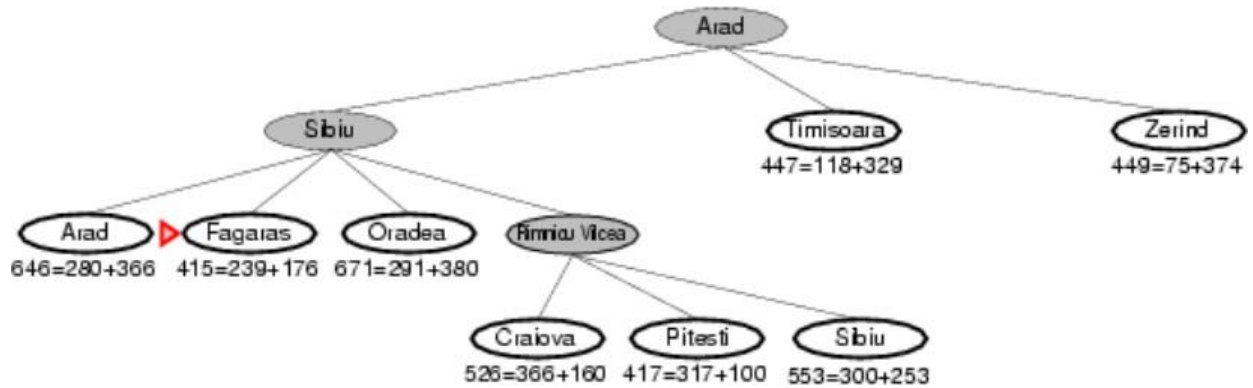 Arad
Sibiu
Timisoara
Zerind
447=118+329
449=75+374
Arad
Fagaras
Oradea
Rimnicu Vilcea
646=280+366
415=239+176
671=291+380
Craiova
Pitesti
Sibiu
526=366+160
417=317+100
553=300+253